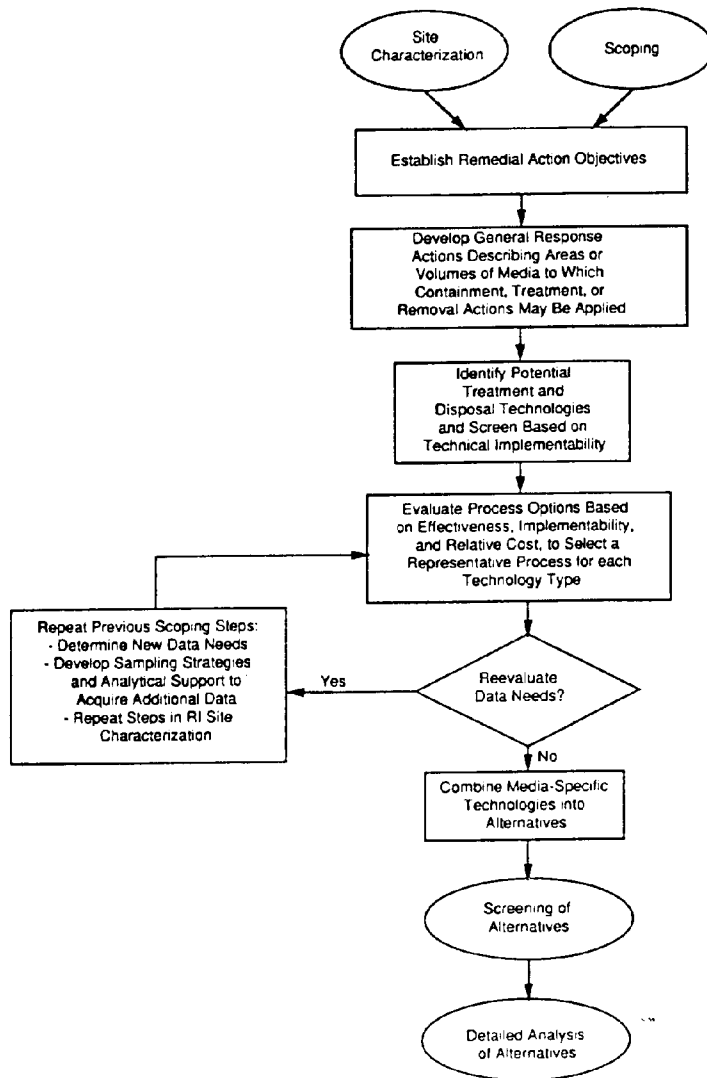 Site
Characterization
Scoping
Establish Remedial Action Objectives
Develop General Response
Actions Describing Areas or
Volumes of Media to Which
Containment, Treatment, or
Removal Actions May Be Applied
Identify Potential
Treatment and
Disposal Technologies
and Screen Based on
Technical Implementability
Evaluate Process Options Based
on Effectiveness, Implementability,
and Relative Cost, to Select a
Representative Process for each
Technology Type
Repeat Previous Scoping Steps:
- Determine New Data Needs
- Develop Sampling Strategies
and Analytical Support to
Acquire Additional Data
- Repeat Steps in RI Site
Characterization
Yes
Reevaluate
Data Needs?
No
Combine Media-Specific
Technologies into
Alternatives
Screening of
Alternatives
Detailed Analysis
of Alternatives